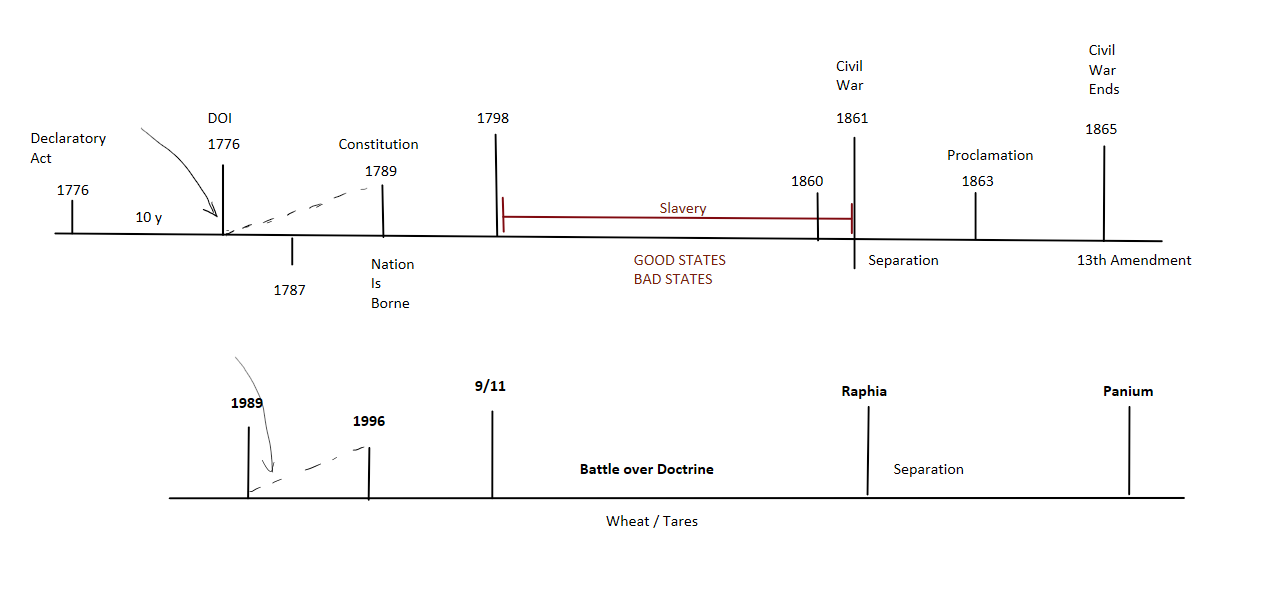 Civil
War
Ends
Civil
War
DOI
1776
1798
1861
1865
Declaratory
Act
Constitution
1789
Proclamation
1863
1776
1860
10 y
Slavery
Nation
Is
Borne
GOOD STATES
BAD STATES
Separation
13th Amendment
1787
1989
1996
9/11
Raphia
Panium
Battle over Doctrine
Separation
Wheat / Tares